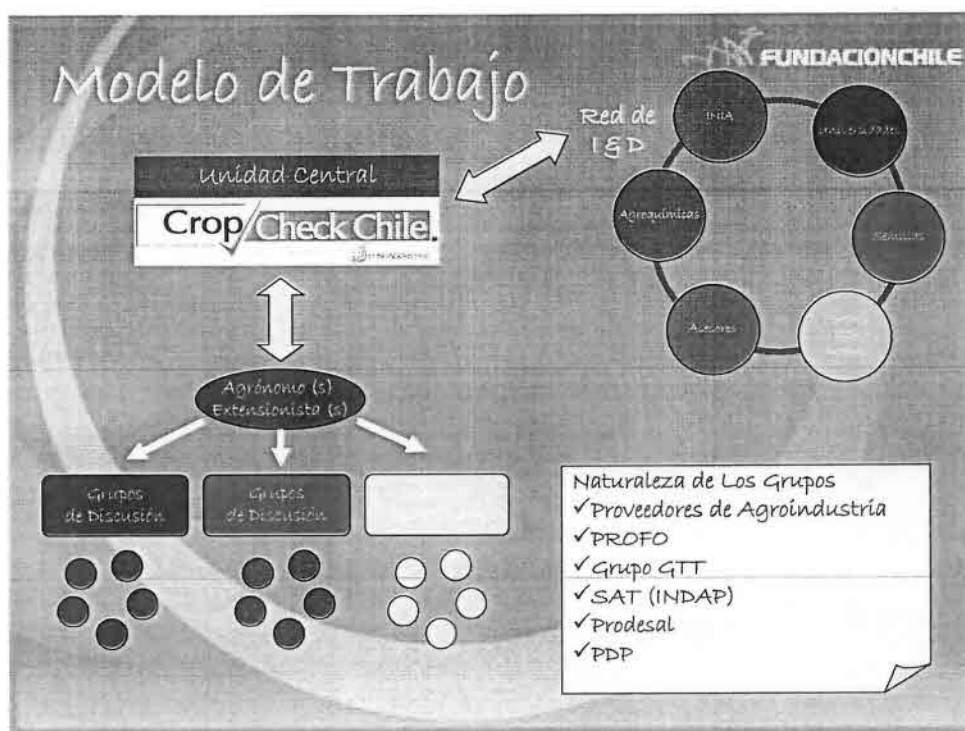 FUNDACIONCHILE
Modelo de Trabajo
Red de
I&D
INIA
Agroquímicas
Semillas
Asesores
Unidad Central
Crop Check Chile.
Agrónomo (s)
Extensionista (s)
Grupos
de Discusión
Grupos
de Discusión
Naturaleza de Los Grupos
✓Proveedores de Agroindustria
✓PROFO
✓Grupo GTT
✓SAT (INDAP)
✓Prodesal
✓PDP